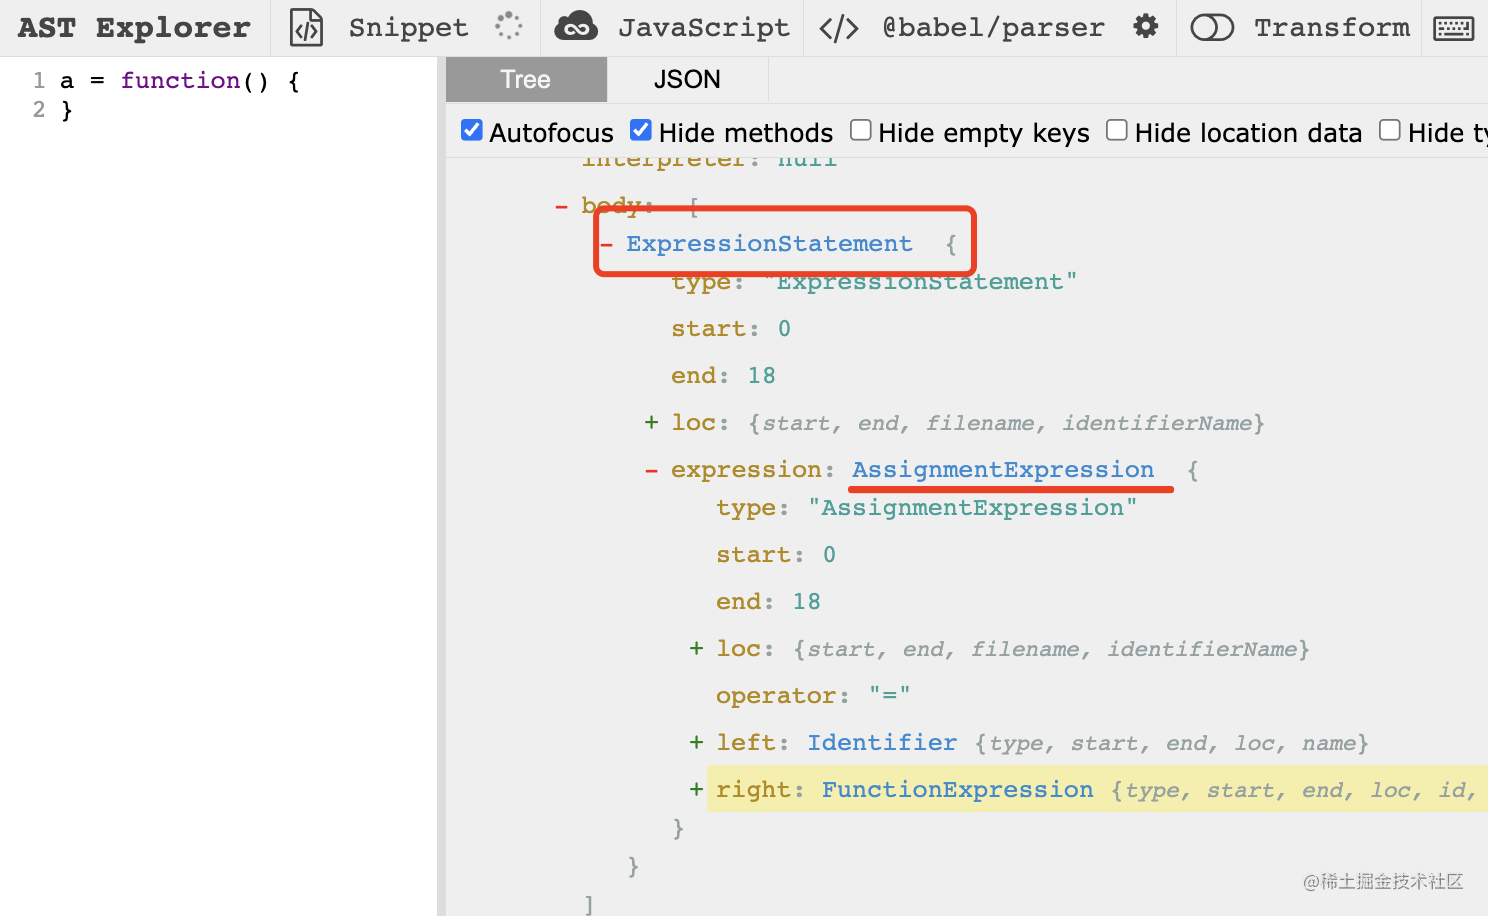 AST Explorer Snippet JavaScript </> @babel/parser Transform
1 a = function() {
2 }
Tree JSON
Autofocus Hide methods Hide empty keys Hide location data Hide ty
interpreter: null
- body: [
- ExpressionStatement {
type: "ExpressionStatement"
start: 0
end: 18
+ loc: {start, end, filename, identifierName}
- expression: AssignmentExpression {
type: "AssignmentExpression"
start: 0
end: 18
+ loc: {start, end, filename, identifierName}
operator: "="
+ left: Identifier {type, start, end, loc, name}
+ right: FunctionExpression {type, start, end, loc, id,
}
}
]
@稀土掘金技术社区